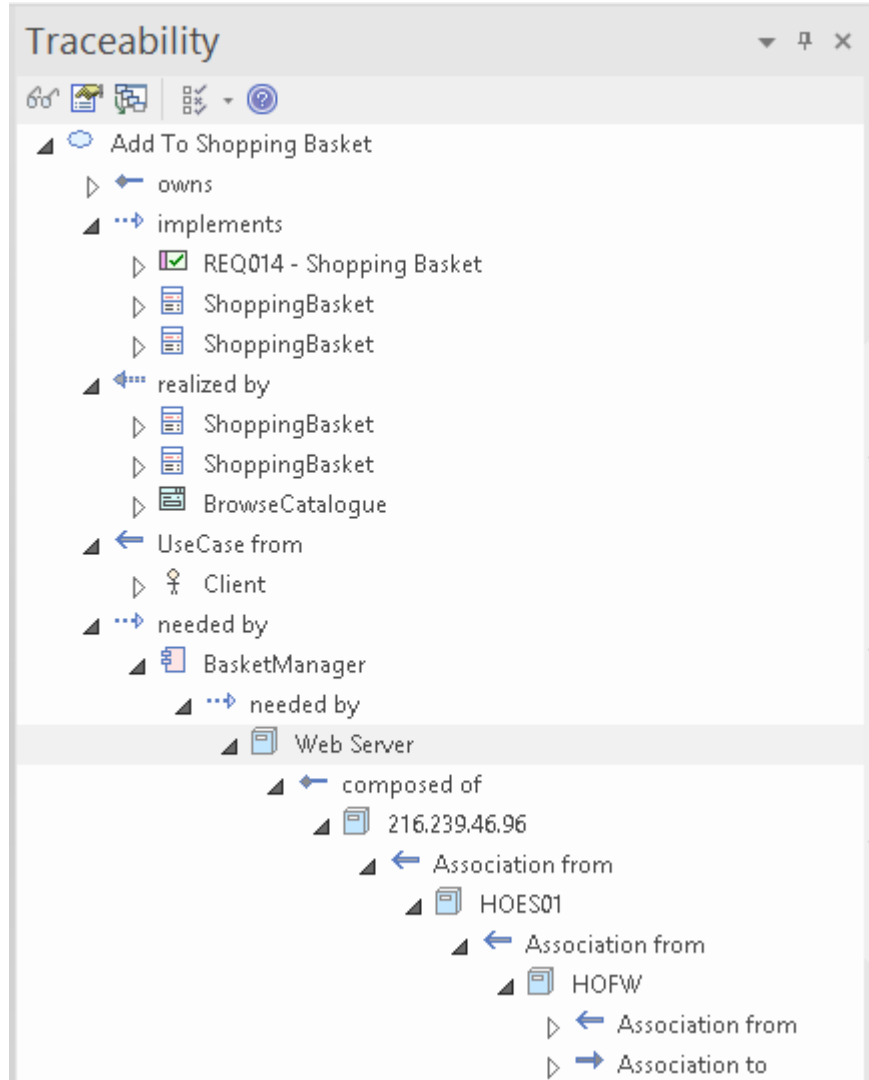 Traceability
Add To Shopping Basket
owns
implements
REQ014 - Shopping Basket
ShoppingBasket
ShoppingBasket
realized by
ShoppingBasket
ShoppingBasket
BrowseCatalogue
UseCase from
Client
needed by
BasketManager
needed by
Web Server
composed of
216.239.46.96
Association from
HOES01
Association from
HOFW
Association from
Association to